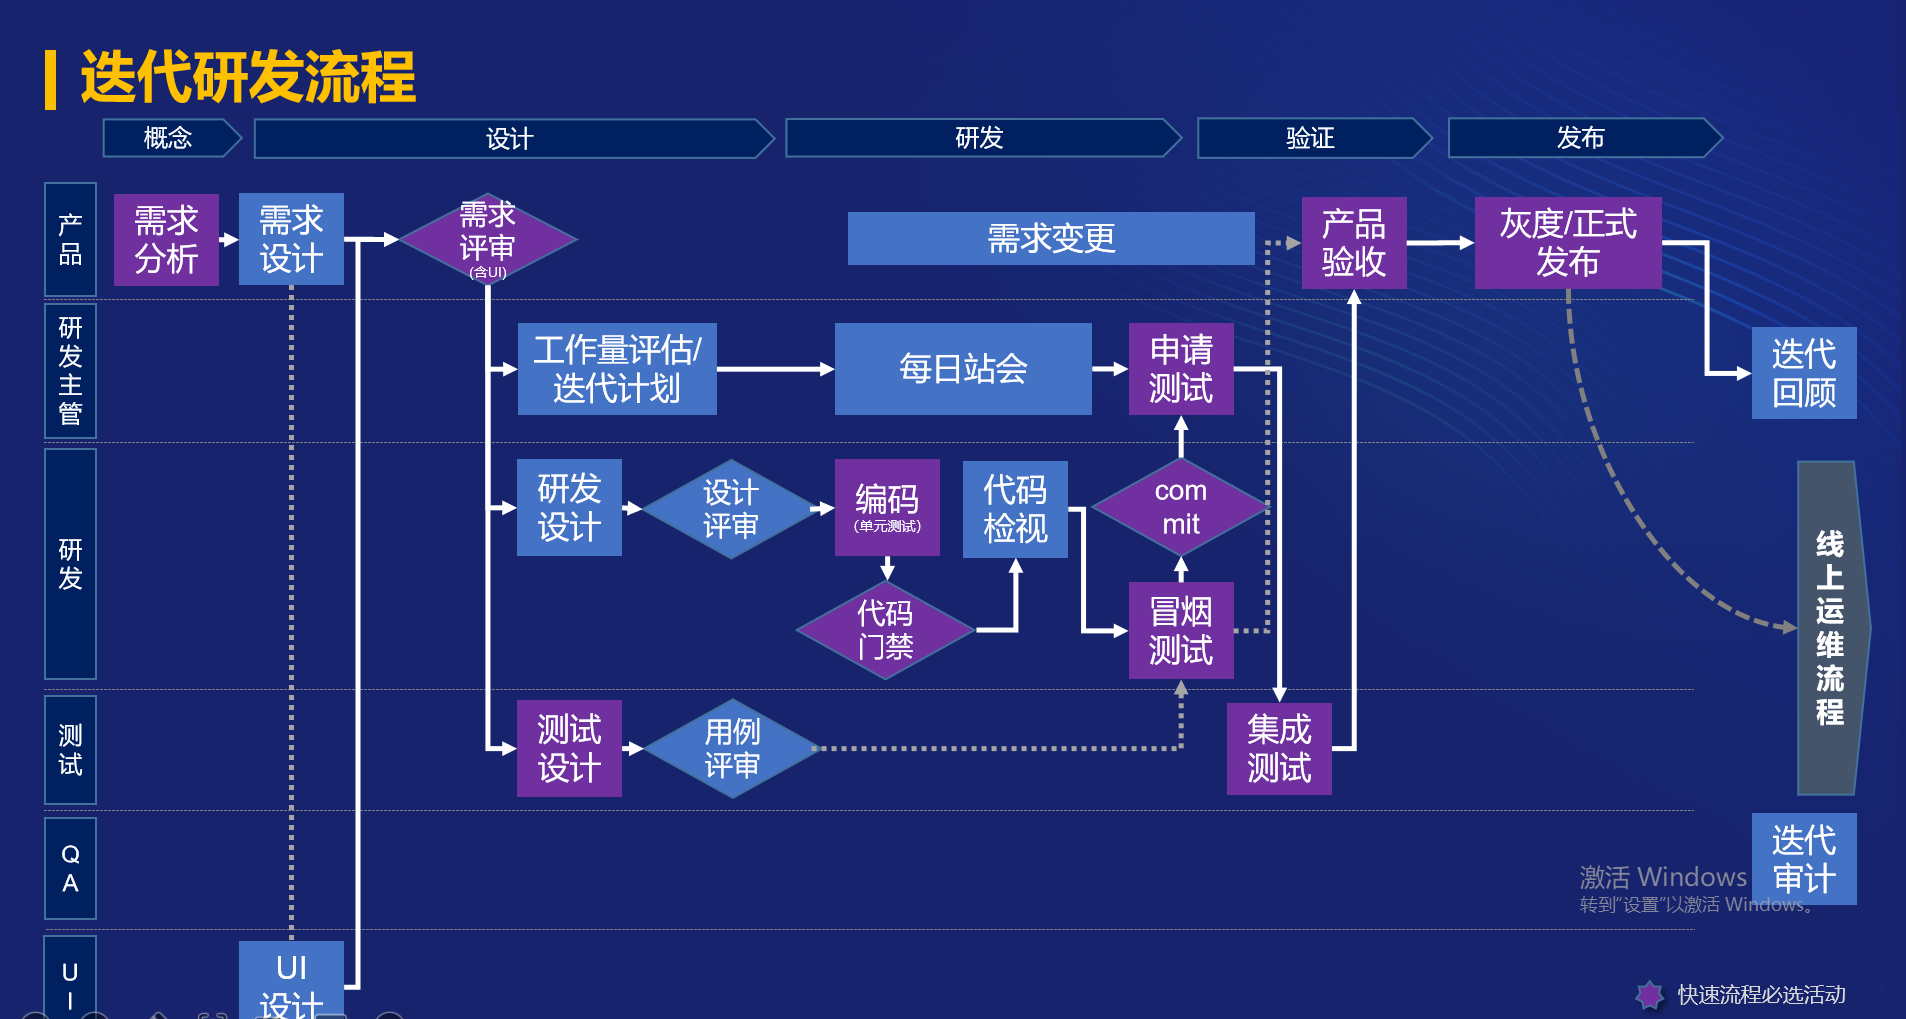 迭代研发流程
概念
设计
研发
验证
发布
产
品
需求
分析
需求
设计
需求
评审
(含UI)
需求变更
产品
验收
灰度/正式
发布
研
发
主
管
工作量评估/
迭代计划
每日站会
申请
测试
迭代
回顾
研
发
研发
设计
设计
评审
编码
(单元测试)
代码
检视
com
mit
代码
门禁
冒烟
测试
线
上
运
维
流
程
测
试
测试
设计
用例
评审
集成
测试
Q
A
迭代
审计
激活 Windows
转到“设置”以激活 Windows。
U
I
UI
设计
快速流程必选活动